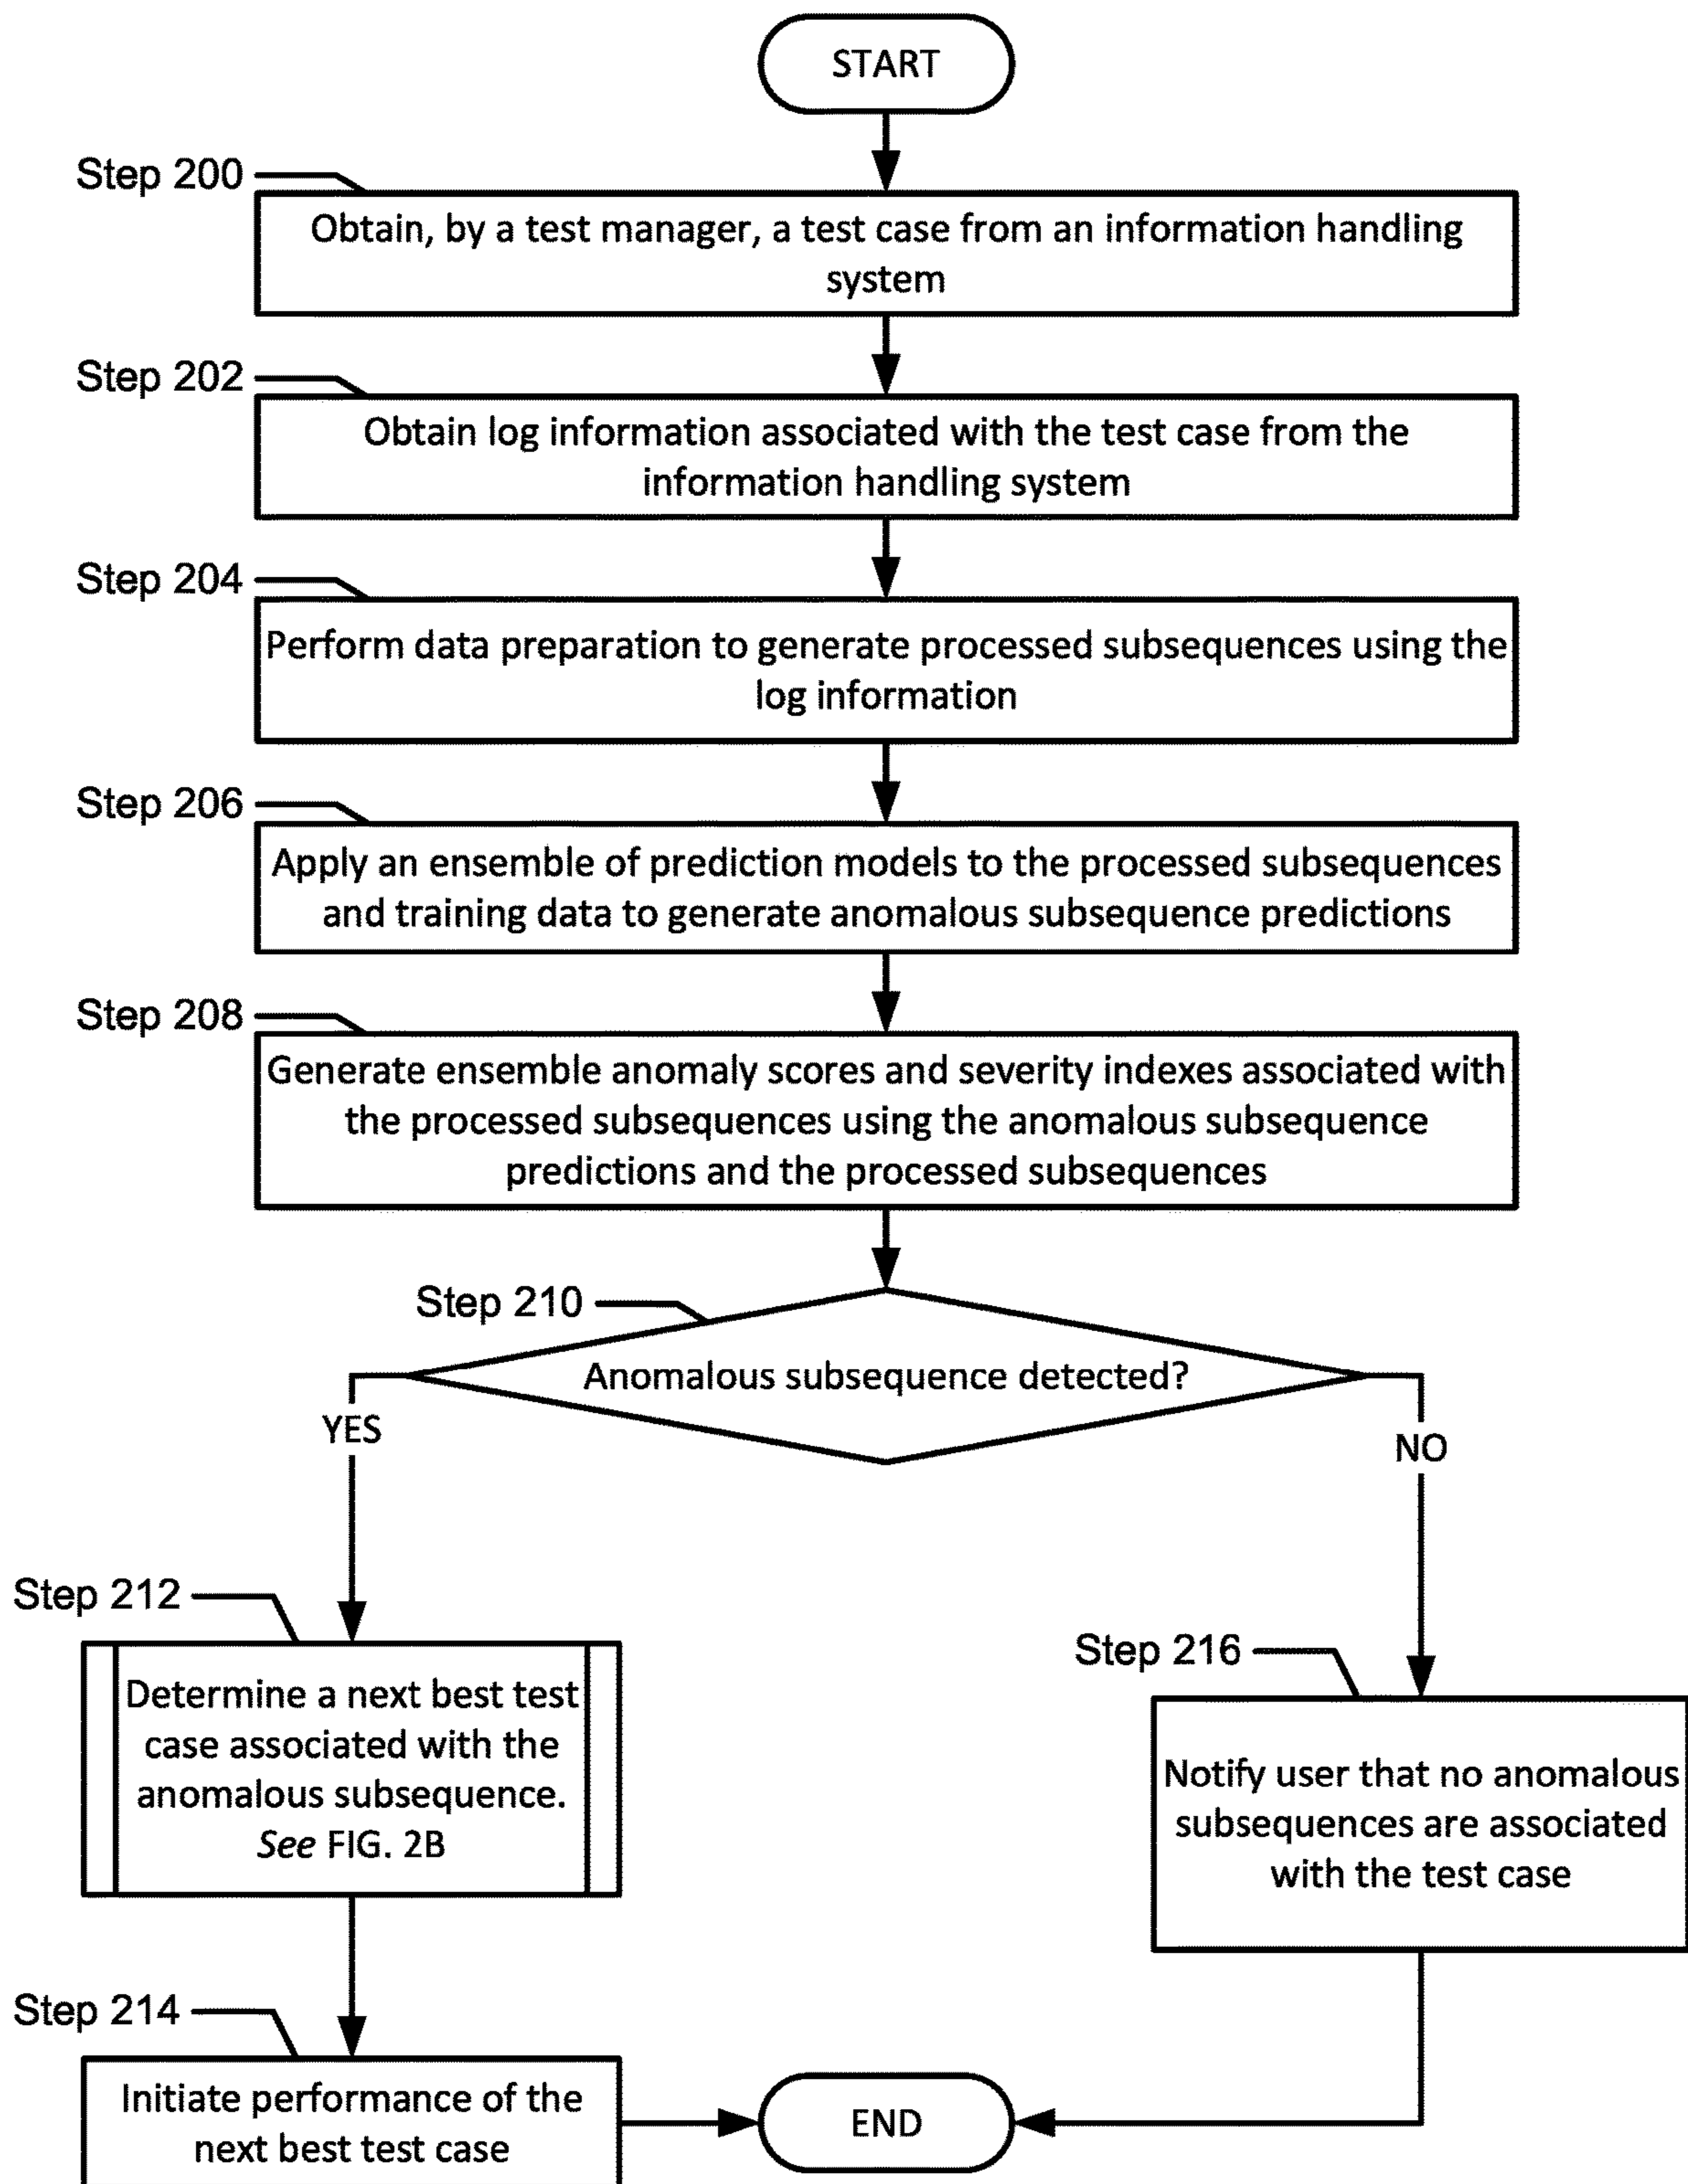 START
Step 200
Obtain, by a test manager, a test case from an information handling
system
Step 202
Obtain log information associated with the test case from the
information handling system
Step 204
Perform data preparation to generate processed subsequences using the
log information
Step 206
Apply an ensemble of prediction models to the processed subsequences
and training data to generate anomalous subsequence predictions
Step 208
Generate ensemble anomaly scores and severity indexes associated with
the processed subsequences using the anomalous subsequence
predictions and the processed subsequences
Step 210
Anomalous subsequence detected?
YES
NO
Step 212
Determine a next best test
case associated with the
anomalous subsequence.
See FIG. 2B
Step 216
Notify user that no anomalous
subsequences are associated
with the test case
Step 214
Initiate performance of the
next best test case
END